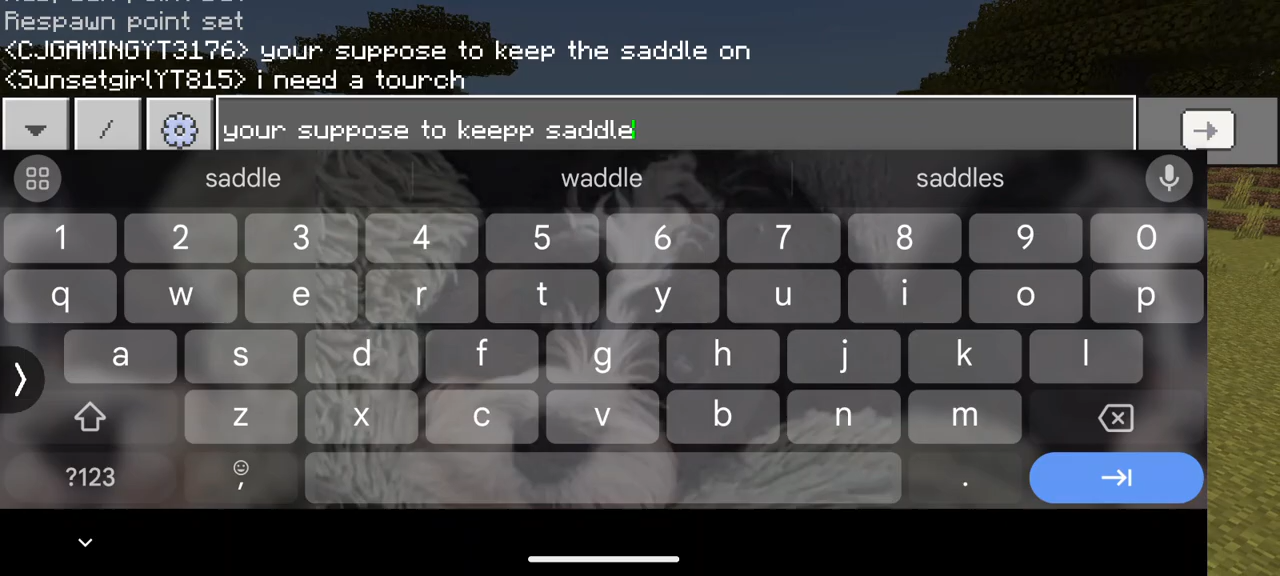 Respawn point set
<CJGAMINGYT3176> your suppose to keep the saddle on
<SunsetgirlYT815> i need a tourch
/ your suppose to keepp saddle
saddle waddle saddles
1 2 3 4 5 6 7 8 9 0
q w e r t y u i o p
a s d f g h j k l
z x c v b n m
?123 , .